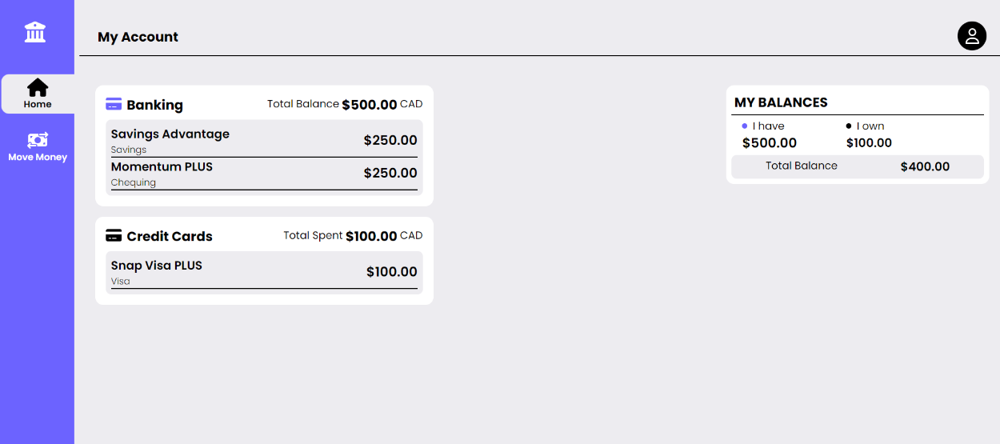 My Account
Home
Move Money
Banking Total Balance $500.00 CAD
Savings Advantage $250.00
Savings
Momentum PLUS $250.00
Chequing
Credit Cards Total Spent $100.00 CAD
Snap Visa PLUS $100.00
Visa
MY BALANCES
I have I own
$500.00 $100.00
Total Balance $400.00